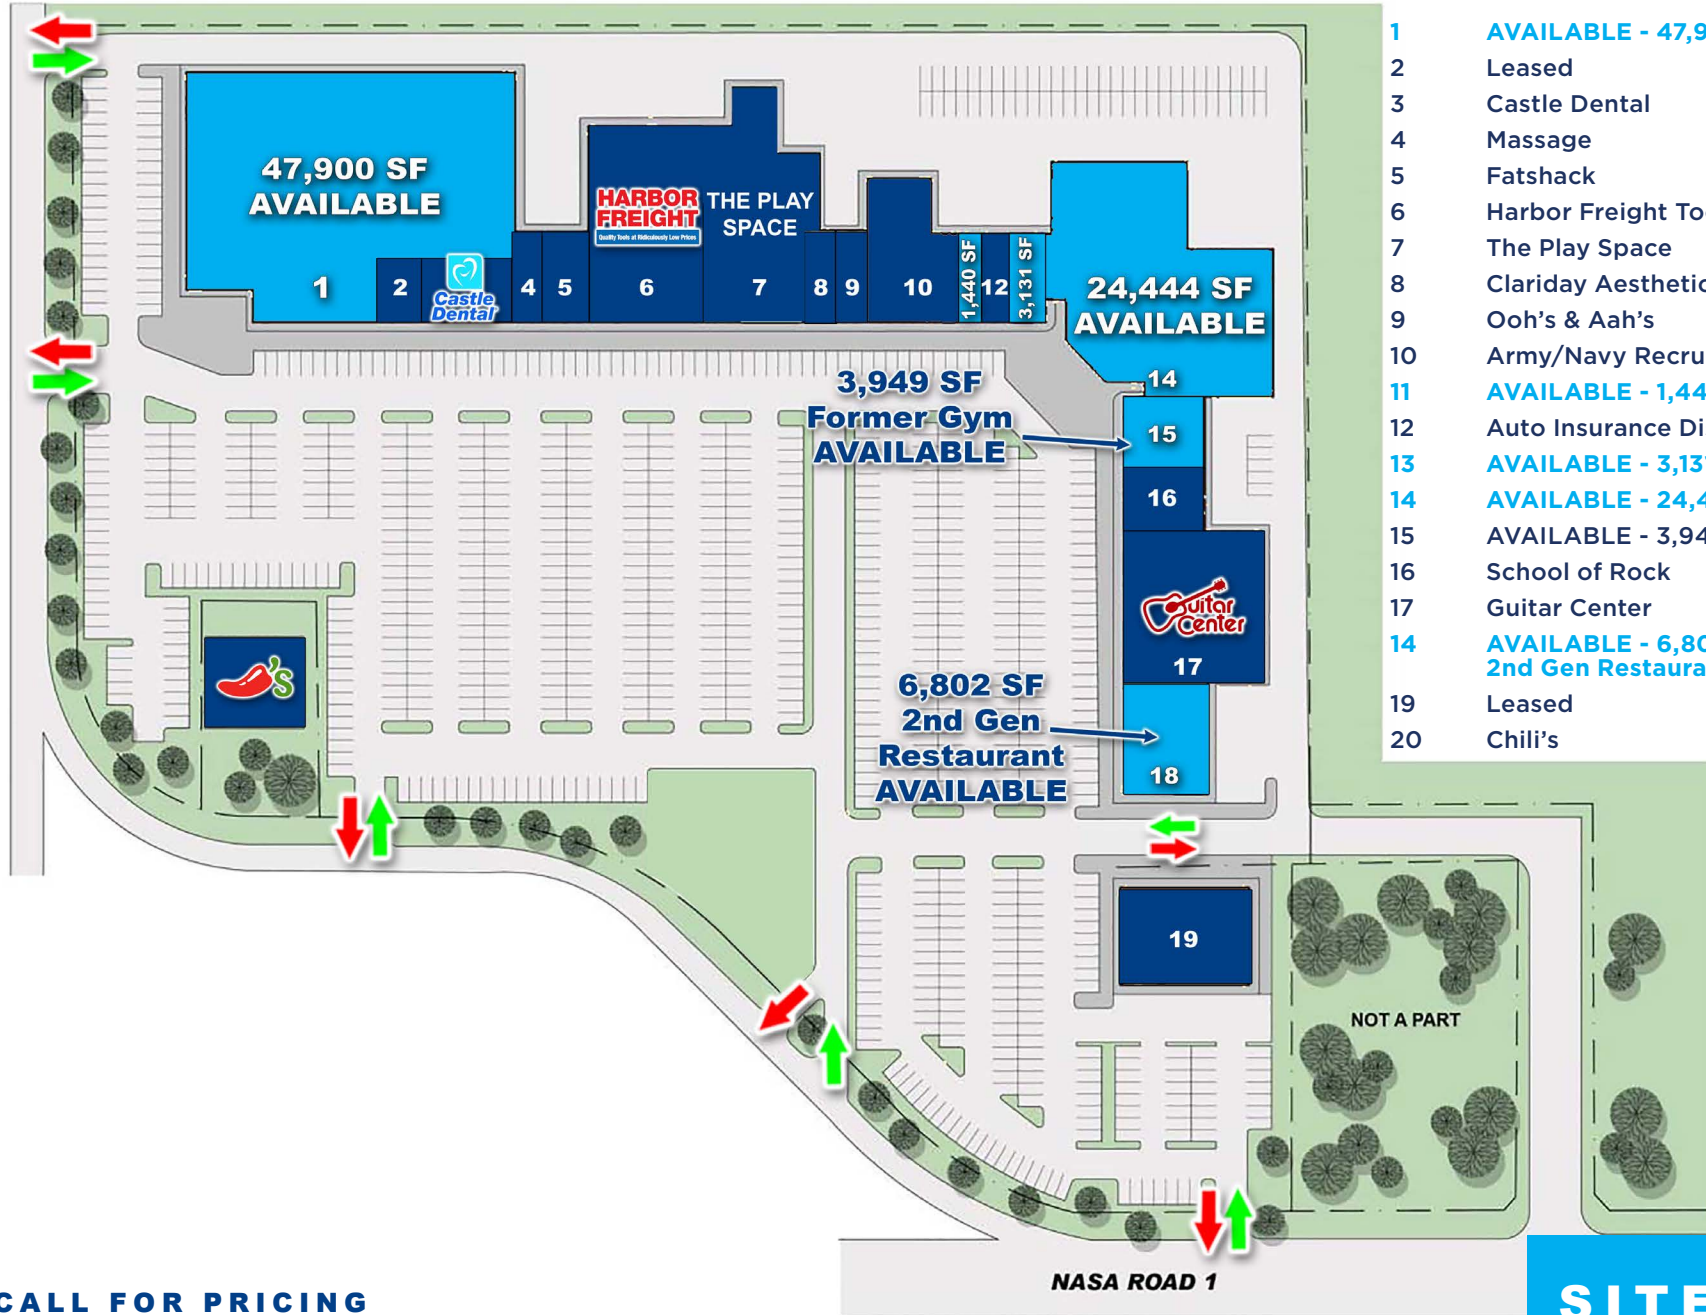 47,900 SF
AVAILABLE
1
2
Castle
Dental
4
5
HARBOR
FREIGHT
Quality Tools at Ridiculously Low Prices
6
THE PLAY
SPACE
7
8
9
10
1,440 SF
12
3,131 SF
24,444 SF
AVAILABLE
14
3,949 SF
Former Gym
AVAILABLE
15
16
Guitar
Center
17
6,802 SF
2nd Gen
Restaurant
AVAILABLE
18
'S
19
NOT A PART
NASA ROAD 1
1 AVAILABLE - 47,9
2 Leased
3 Castle Dental
4 Massage
5 Fatshack
6 Harbor Freight To
7 The Play Space
8 Clariday Aesthetic
9 Ooh's & Aah's
10 Army/Navy Recru
11 AVAILABLE - 1,44
12 Auto Insurance Di
13 AVAILABLE - 3,13
14 AVAILABLE - 24,4
15 AVAILABLE - 3,94
16 School of Rock
17 Guitar Center
14 AVAILABLE - 6,80
2nd Gen Restaura
19 Leased
20 Chili's
CALL FOR PRICING
SITE